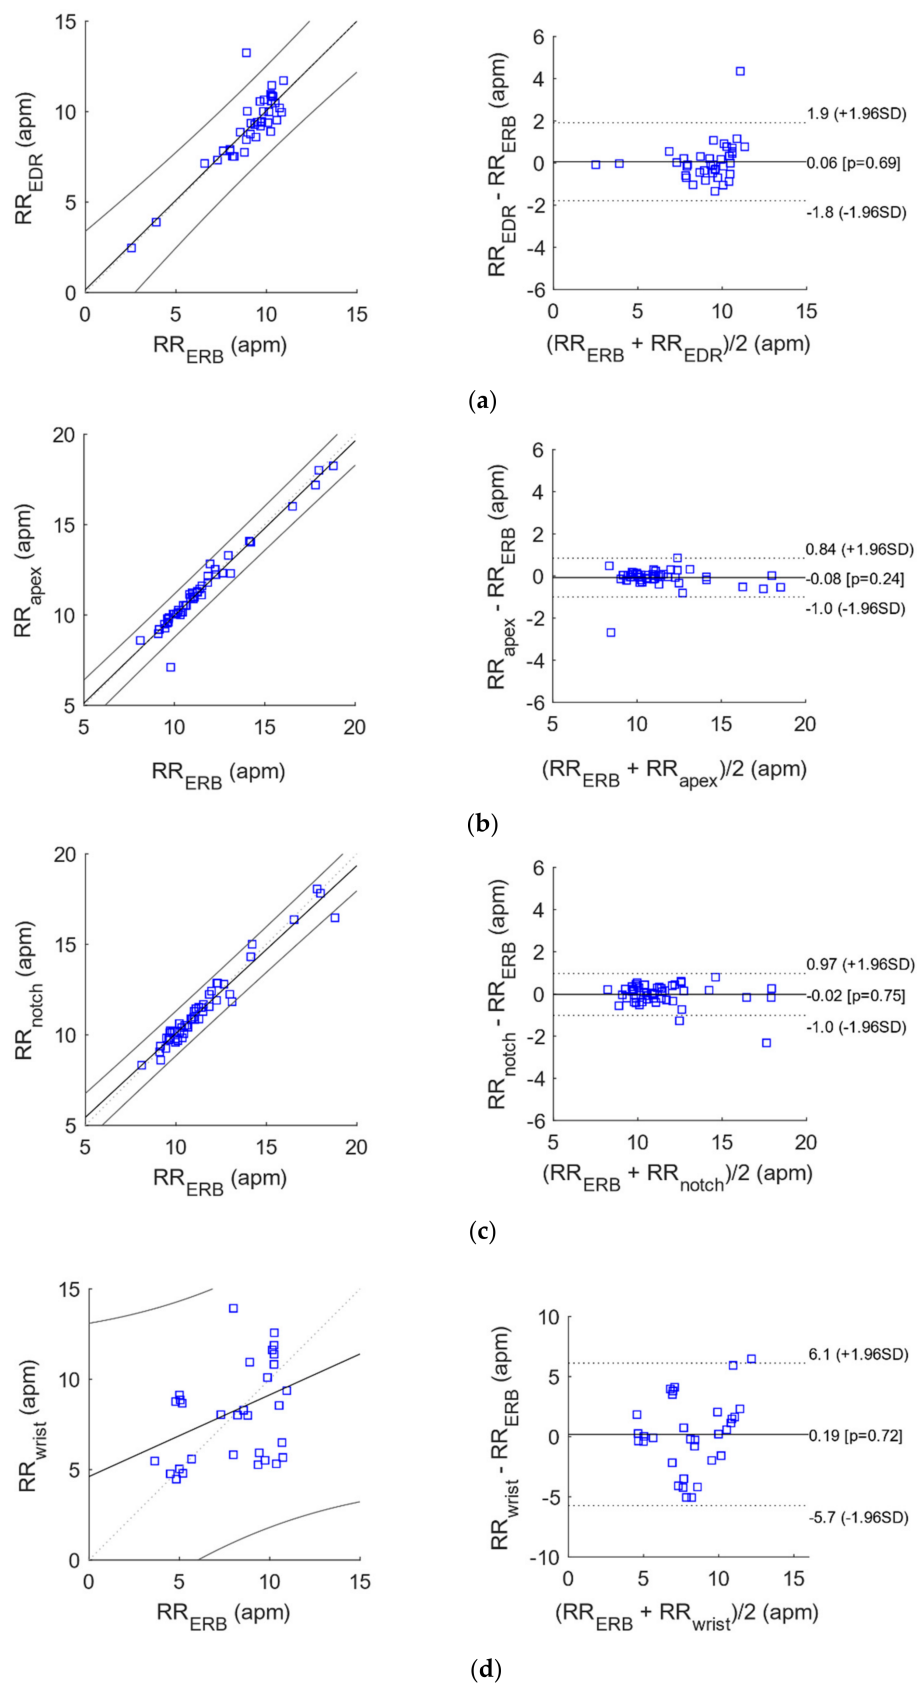 15
10
5
0
RR_EDR (apm)
0 5 10 15
RR_ERB (apm)
6
4
2
0
-2
-4
-6
RR_EDR - RR_ERB (apm)
1.9 (+1.96SD)
0.06 [p=0.69]
-1.8 (-1.96SD)
0 5 10 15
(RR_ERB + RR_EDR)/2 (apm)
(a)
20
15
10
5
RR_apex (apm)
5 10 15 20
RR_ERB (apm)
6
4
2
0
-2
-4
-6
RR_apex - RR_ERB (apm)
0.84 (+1.96SD)
-0.08 [p=0.24]
-1.0 (-1.96SD)
5 10 15 20
(RR_ERB + RR_apex)/2 (apm)
(b)
20
15
10
5
RR_notch (apm)
5 10 15 20
RR_ERB (apm)
6
4
2
0
-2
-4
-6
RR_notch - RR_ERB (apm)
0.97 (+1.96SD)
-0.02 [p=0.75]
-1.0 (-1.96SD)
5 10 15 20
(RR_ERB + RR_notch)/2 (apm)
(c)
15
10
5
0
RR_wrist (apm)
0 5 10 15
RR_ERB (apm)
10
5
0
-5
-10
RR_wrist - RR_ERB (apm)
6.1 (+1.96SD)
0.19 [p=0.72]
-5.7 (-1.96SD)
0 5 10 15
(RR_ERB + RR_wrist)/2 (apm)
(d)